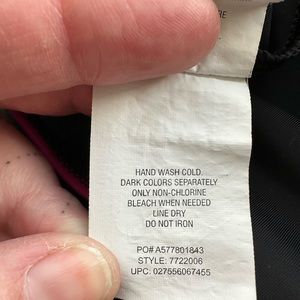 HAND WASH COLD
DARK COLORS SEPARATELY
ONLY NON-CHLORINE
BLEACH WHEN NEEDED
LINE DRY
DO NOT IRON
PO# A577801843
STYLE: 7722006
UPC: 027556067455